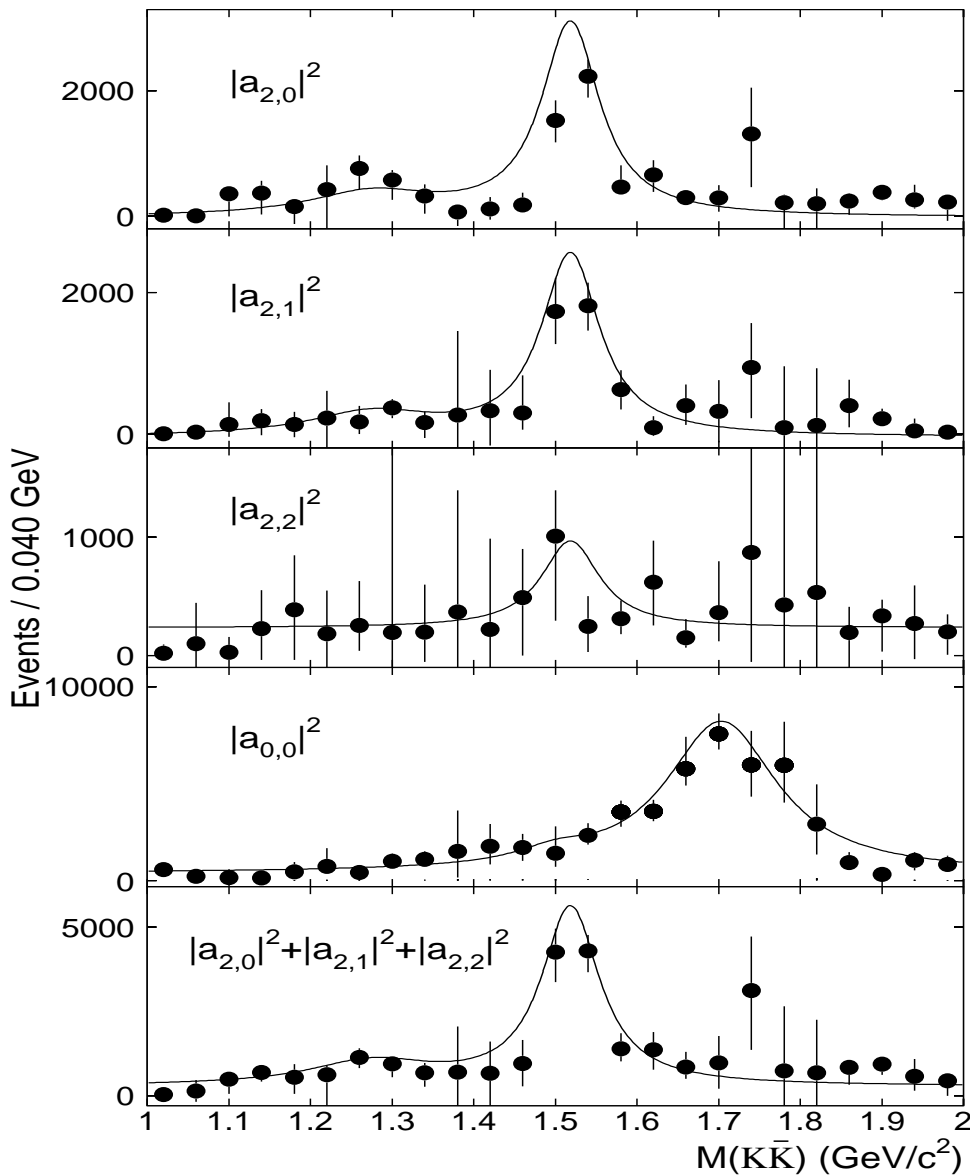 |a2,0|²
2000
0
|a2,1|²
2000
0
|a2,2|²
1000
0
|a0,0|²
10000
0
|a2,0|²+|a2,1|²+|a2,2|²
5000
0
1 1.1 1.2 1.3 1.4 1.5 1.6 1.7 1.8 1.9 2
M(KK̄) (GeV/c²)
Events / 0.040 GeV